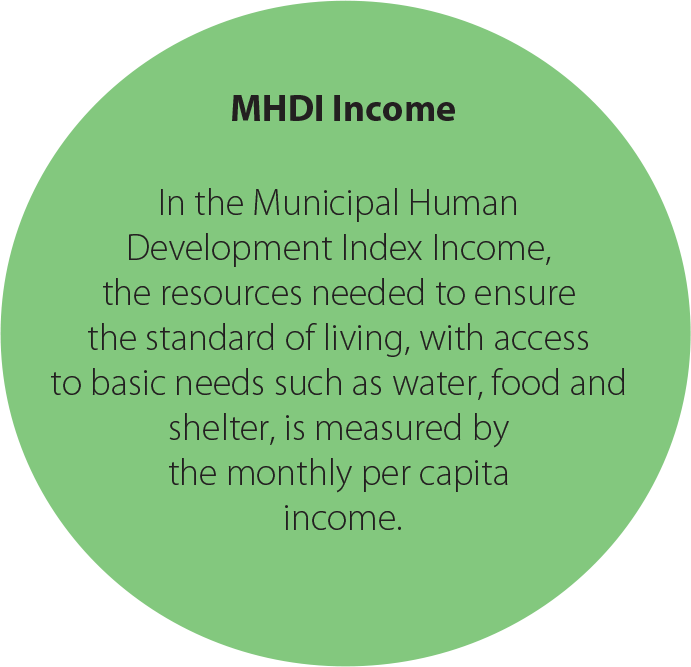 MHDI Income
In the Municipal Human
Development Index Income,
the resources needed to ensure
the standard of living, with access
to basic needs such as water, food and
shelter, is measured by
the monthly per capita
income.